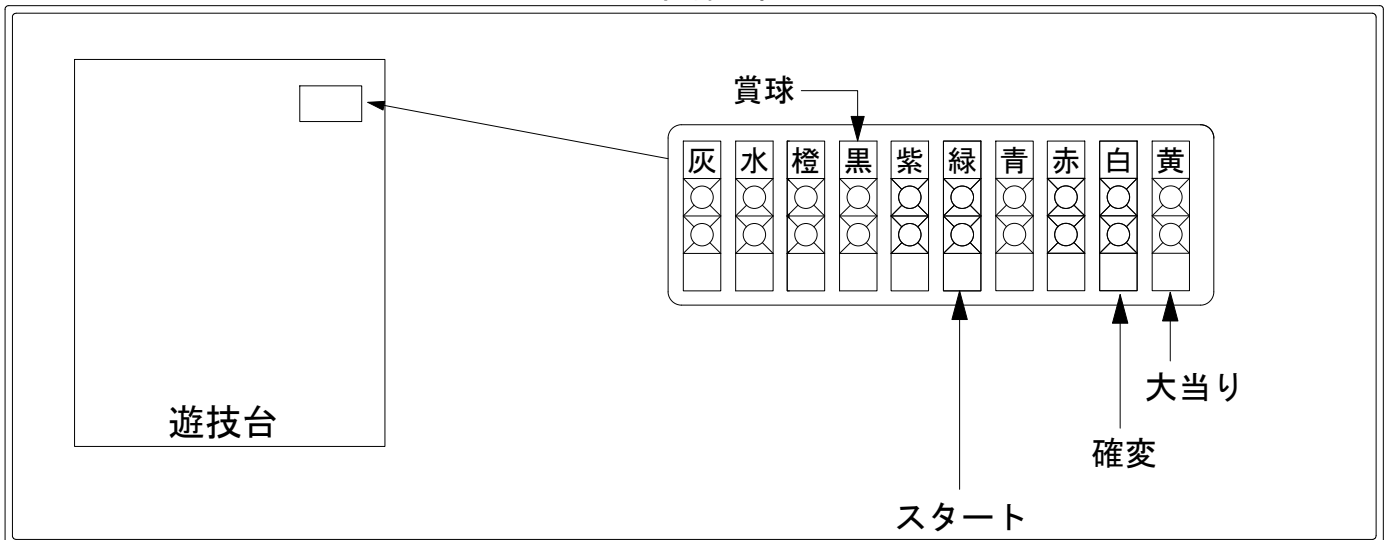 賞球
灰 水 橙 黒 紫 緑 青 赤 白 黄
大当り
遊技台
確変
スタート